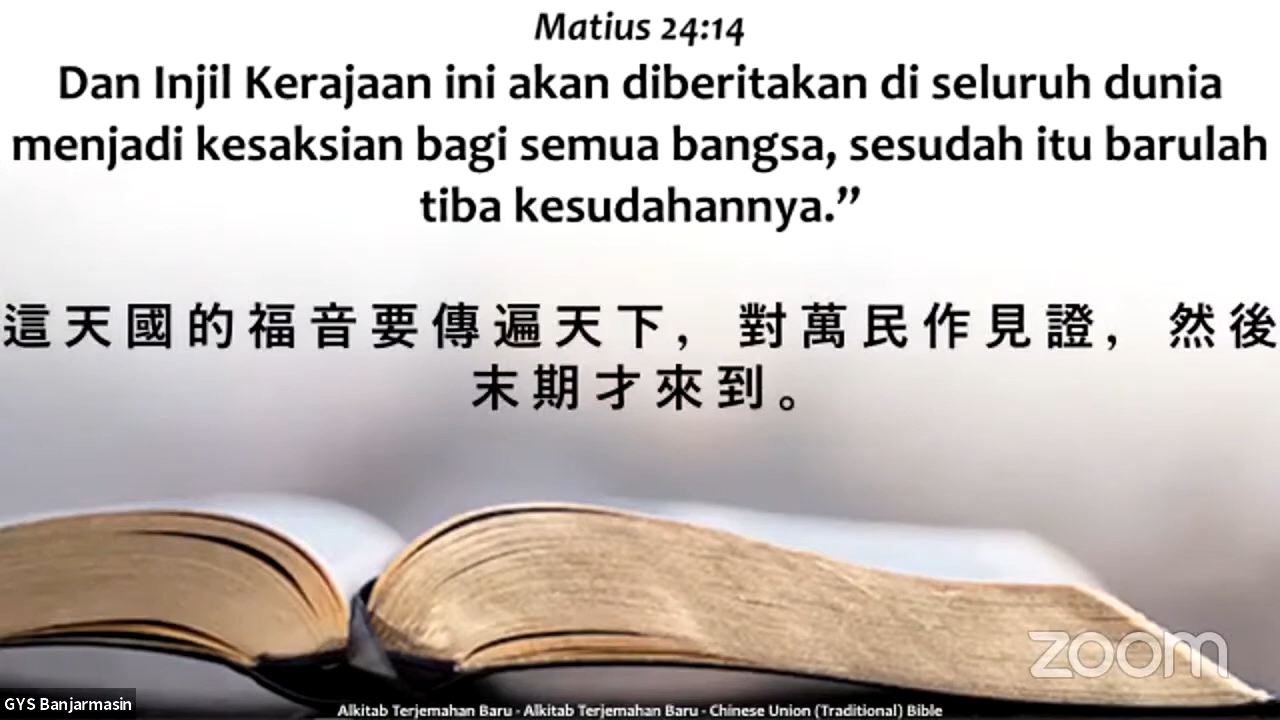 Matius 24:14
Dan Injil Kerajaan ini akan diberitakan di seluruh dunia
menjadi kesaksian bagi semua bangsa, sesudah itu barulah
tiba kesudahannya.”
這天國的福音要傳遍天下,對萬民作見證,然後
末期才來到。
zoom
GYS Banjarmasin
Alkitab Terjemahan Baru - Alkitab Terjemahan Baru - Chinese Union (Traditional) Bible